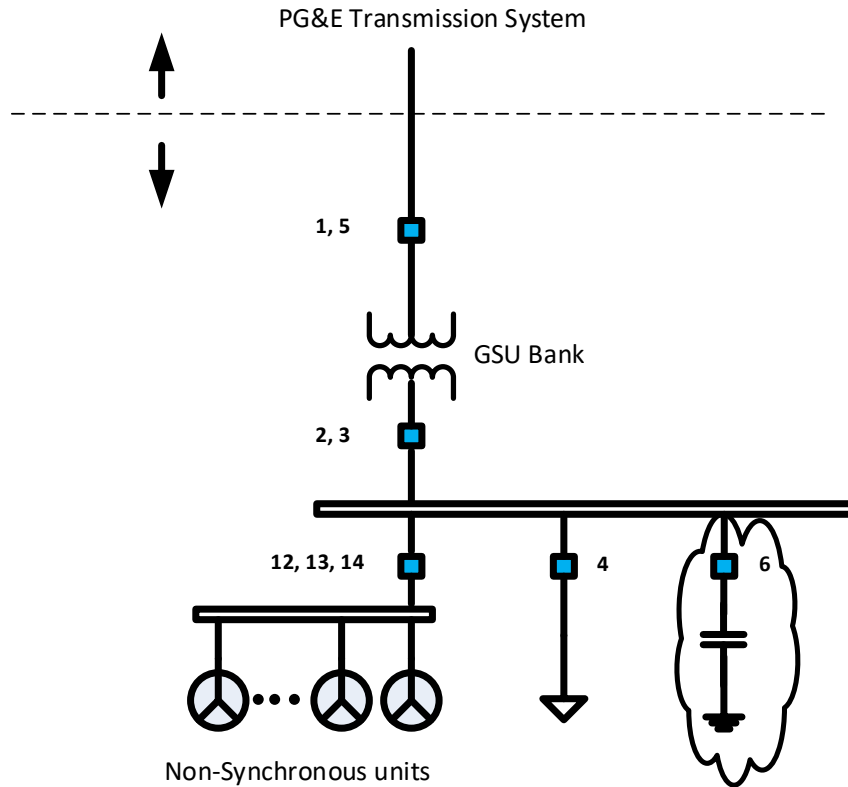 PG&E Transmission System
1, 5
GSU Bank
2, 3
12, 13, 14
4
6
Non-Synchronous units